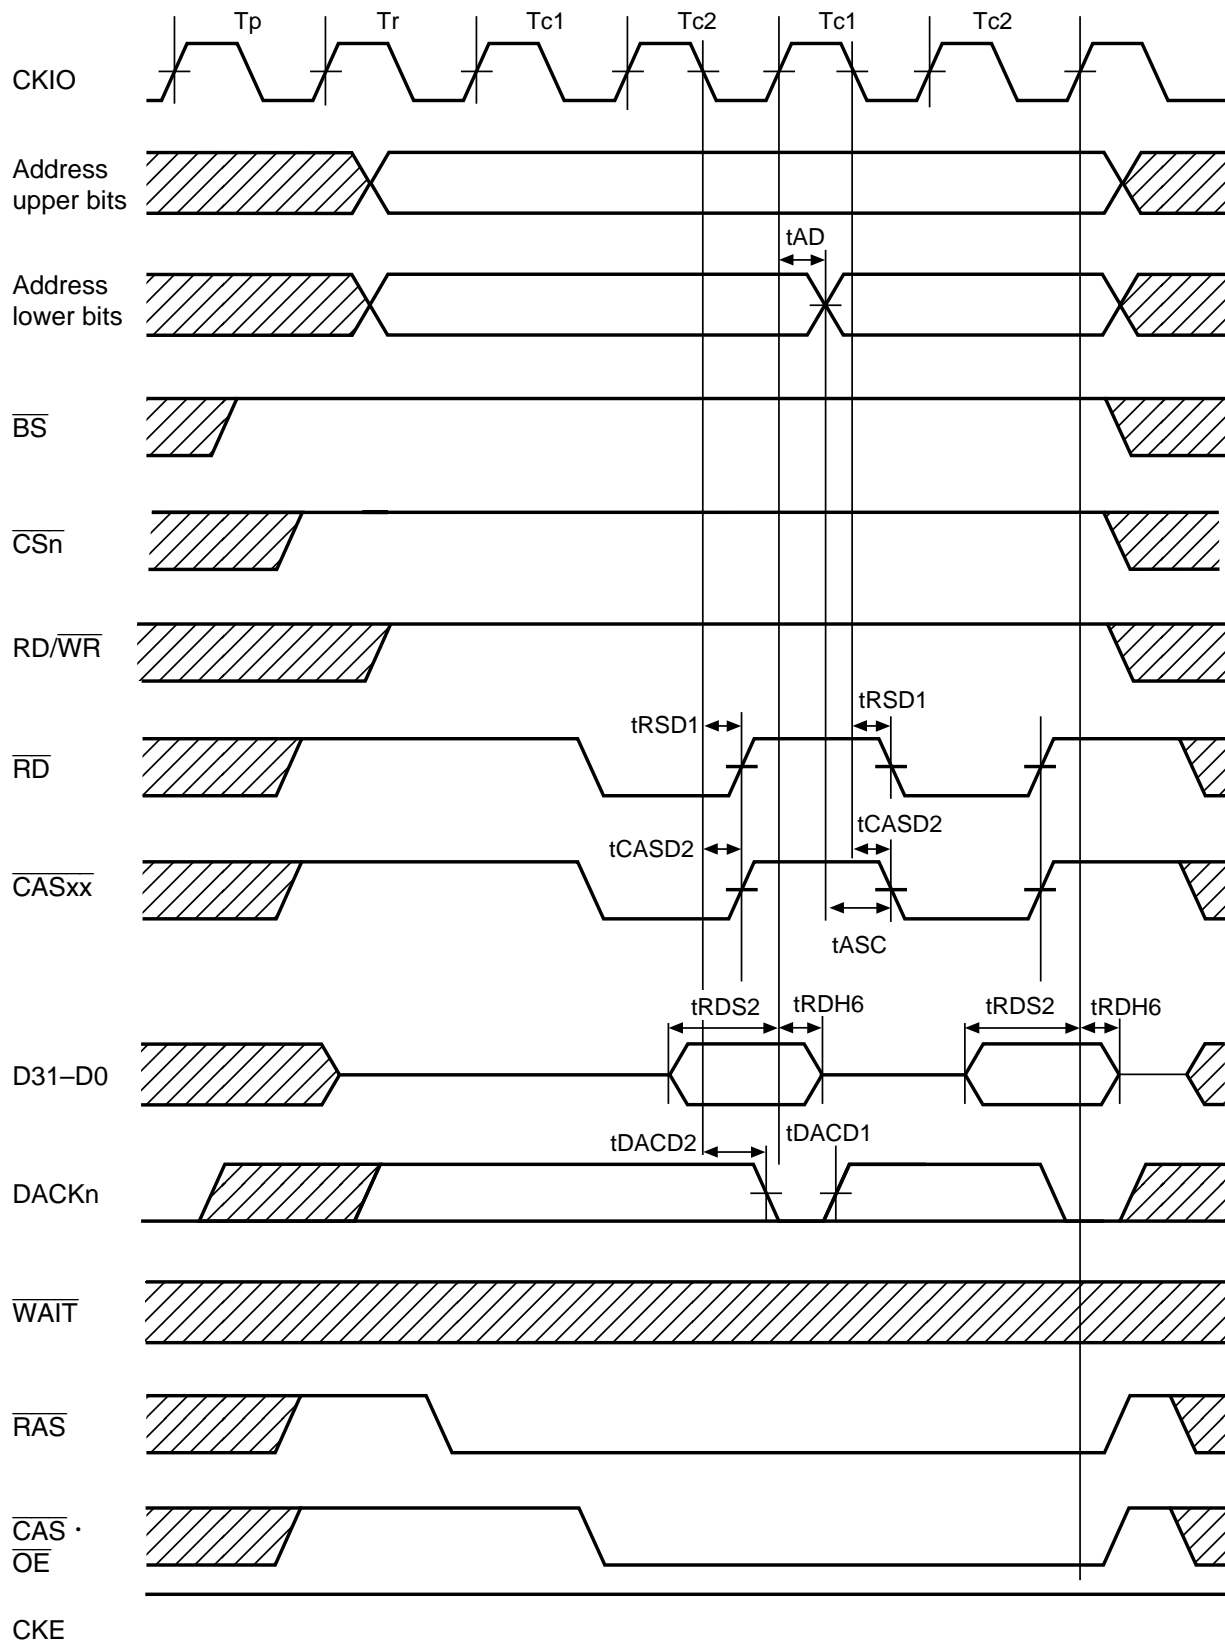 Tp Tr Tc1 Tc2 Tc1 Tc2
CKIO
Address
upper bits
tAD
Address
lower bits
BS
CSn
RD/WR
tRSD1
tRSD1
RD
tCASD2
tCASD2
CASxx
tASC
tRDS2 tRDH6 tRDS2 tRDH6
D31–D0
tDACD2 tDACD1
DACKn
WAIT
RAS
CAS ·
OE
CKE